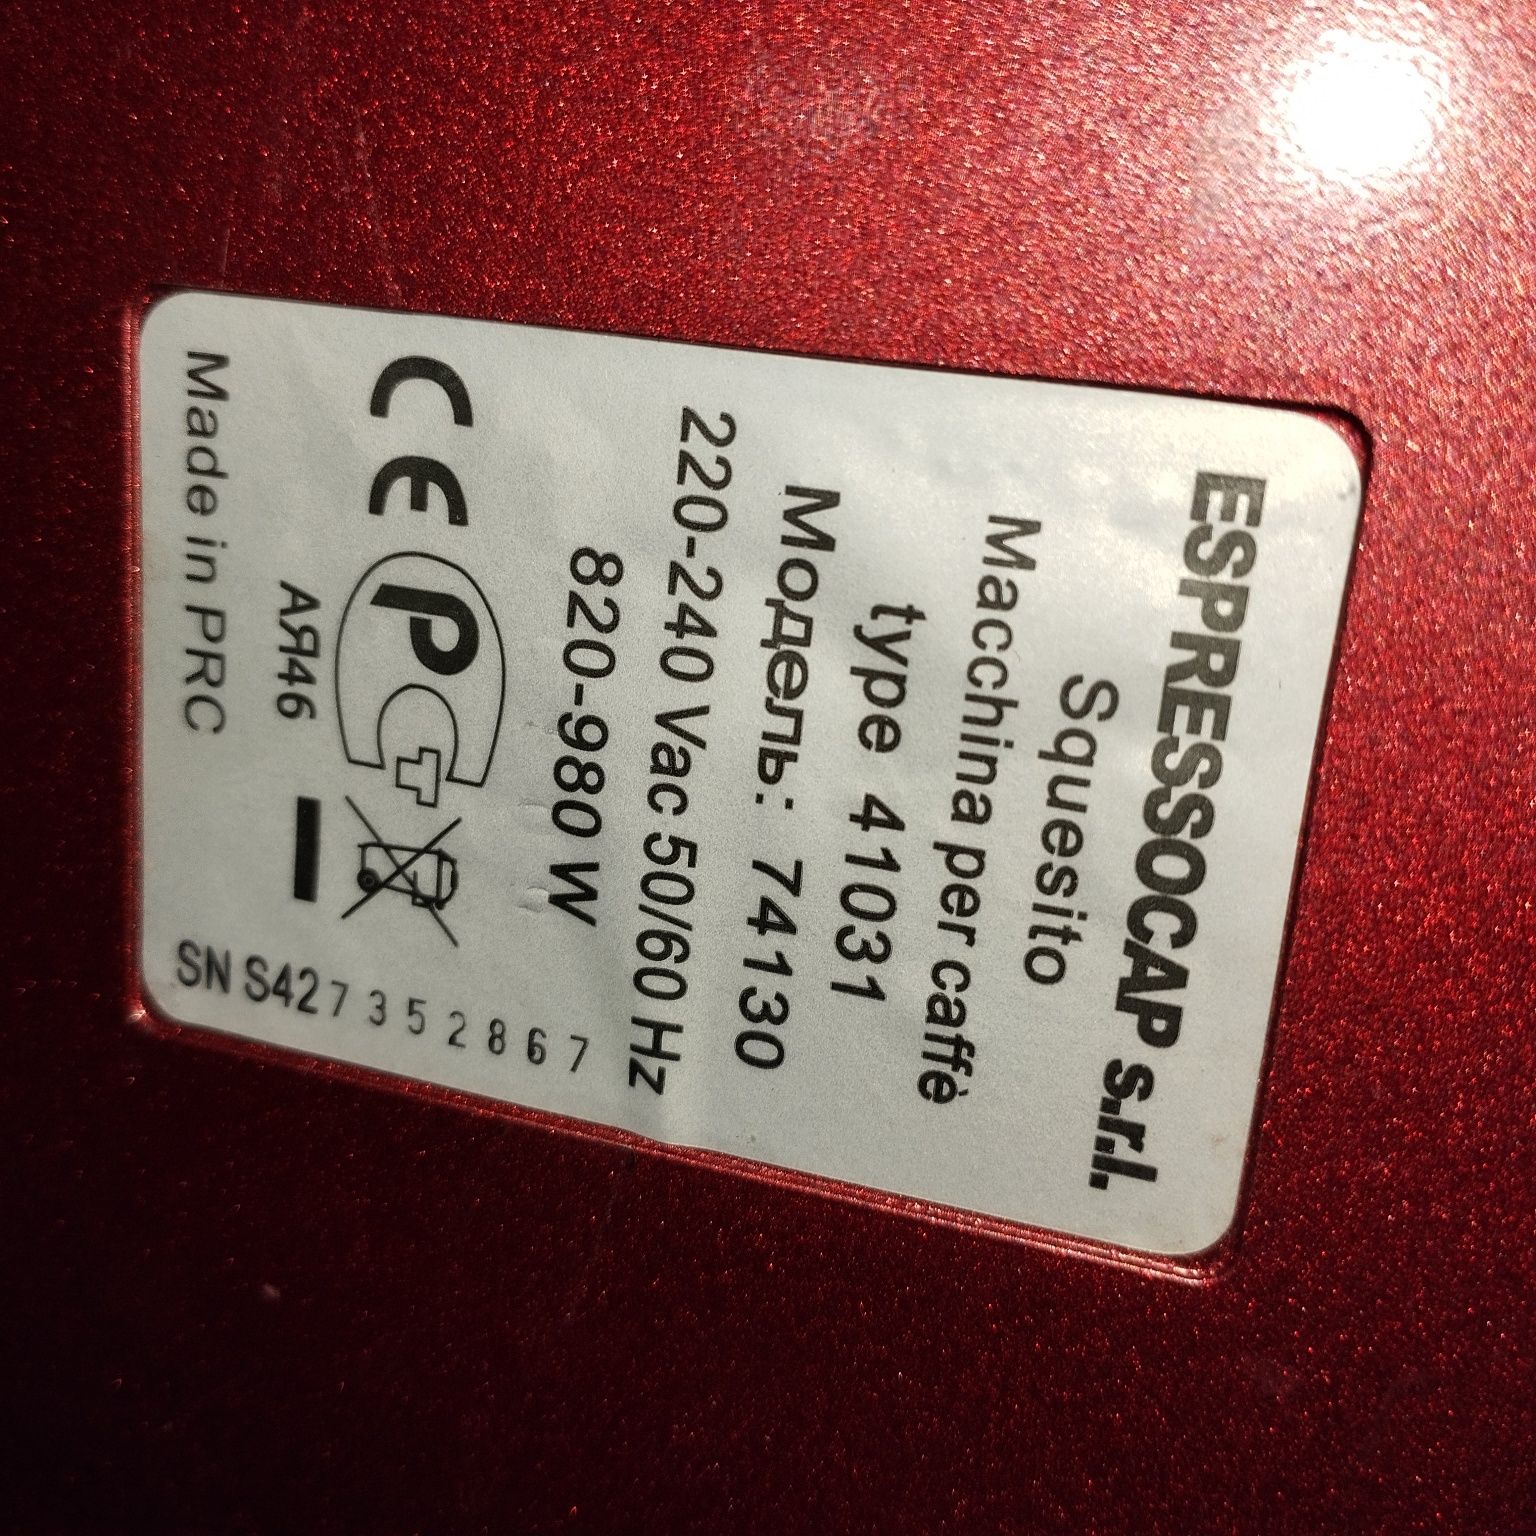 ESPRESSOCAP s.r.l.
Squesito
Macchina per caffè
type 41031
Модель: 74130
220-240 Vac 50/60 Hz
820-980 W
CE PC
АЯ46
Made in PRC
SN S427352867